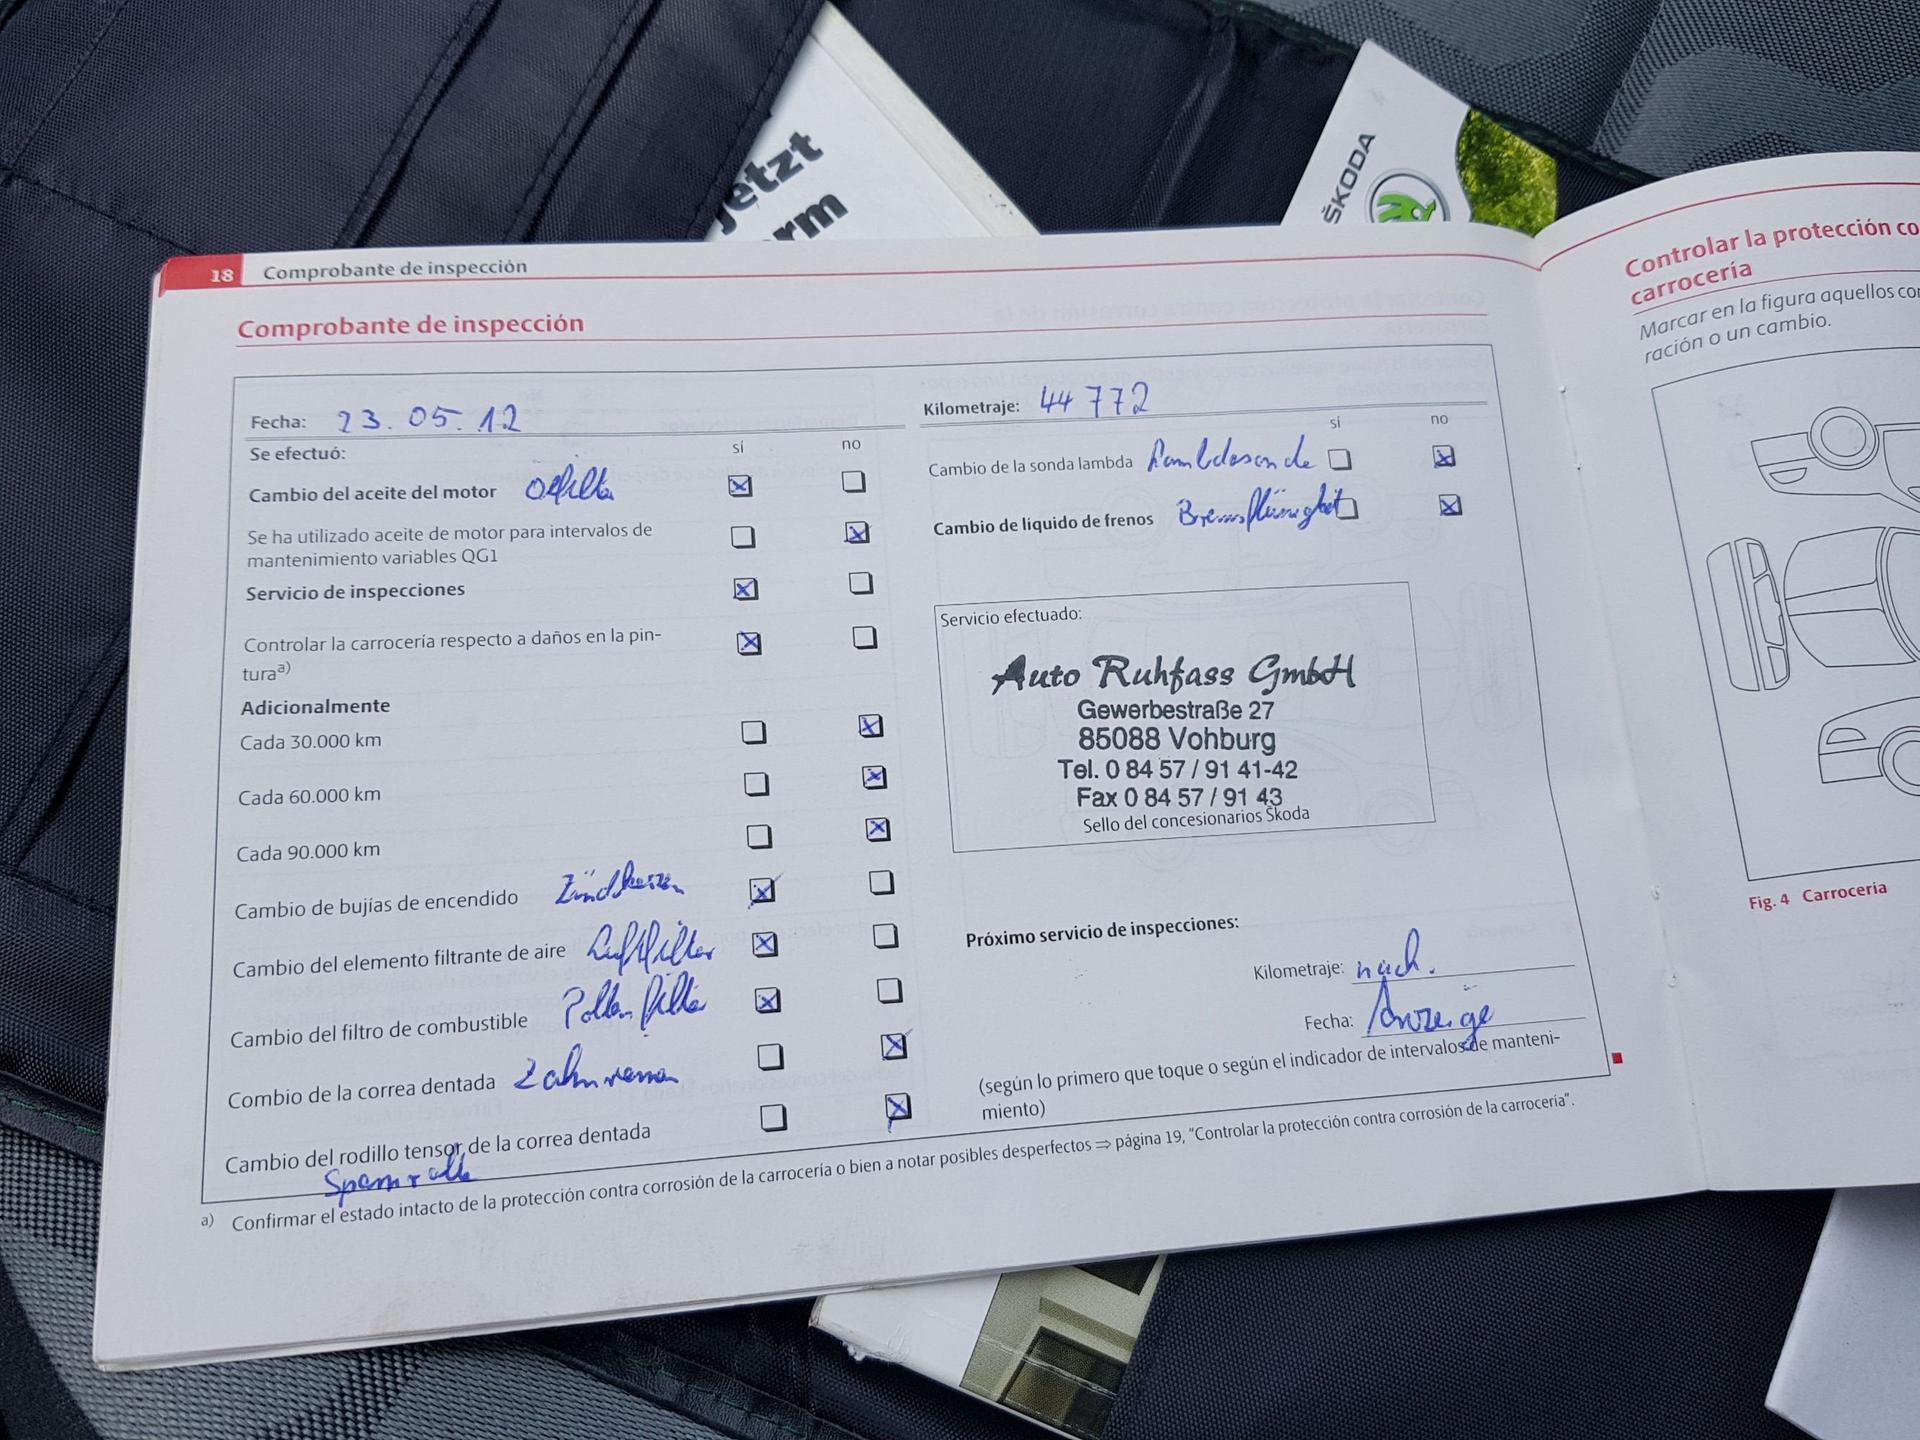 jetzt
rm
ŠKODA
18 Comprobante de inspección
Comprobante de inspección
Fecha: 23.05.12
Se efectuó: sí no
Cambio del aceite del motor Oelfilter
Se ha utilizado aceite de motor para intervalos de
mantenimiento variables QG1
Servicio de inspecciones
Controlar la carrocería respecto a daños en la pin-
turaa)
Adicionalmente
Cada 30.000 km
Cada 60.000 km
Cada 90.000 km
Cambio de bujías de encendido Zündkerzen
Cambio del elemento filtrante de aire Luftfilter
Cambio del filtro de combustible Pollenfilter
Combio de la correa dentada Zahnriemen
Cambio del rodillo tensor de la correa dentada
Spannrolle
Kilometraje: 44 772
sí no
Cambio de la sonda lambda Lambdasonde
Cambio de líquido de frenos
Servicio efectuado:
Auto Ruhfass GmbH
Gewerbestraße 27
85088 Vohburg
Tel. 0 84 57 / 91 41-42
Fax 0 84 57 / 91 43
Sello del concesionarios Škoda
Próximo servicio de inspecciones:
Kilometraje: nach.
Fecha: Anzeige
(según lo primero que toque o según el indicador de intervalos de manteni-
miento)
a) Confirmar el estado intacto de la protección contra corrosión de la carrocería o bien a notar posibles desperfectos ⇒ página 19, "Controlar la protección contra corrosión de la carrocería".
Controlar la protección co
carrocería
Marcar en la figura aquellos co
ración o un cambio.
Fig. 4 Carroceria